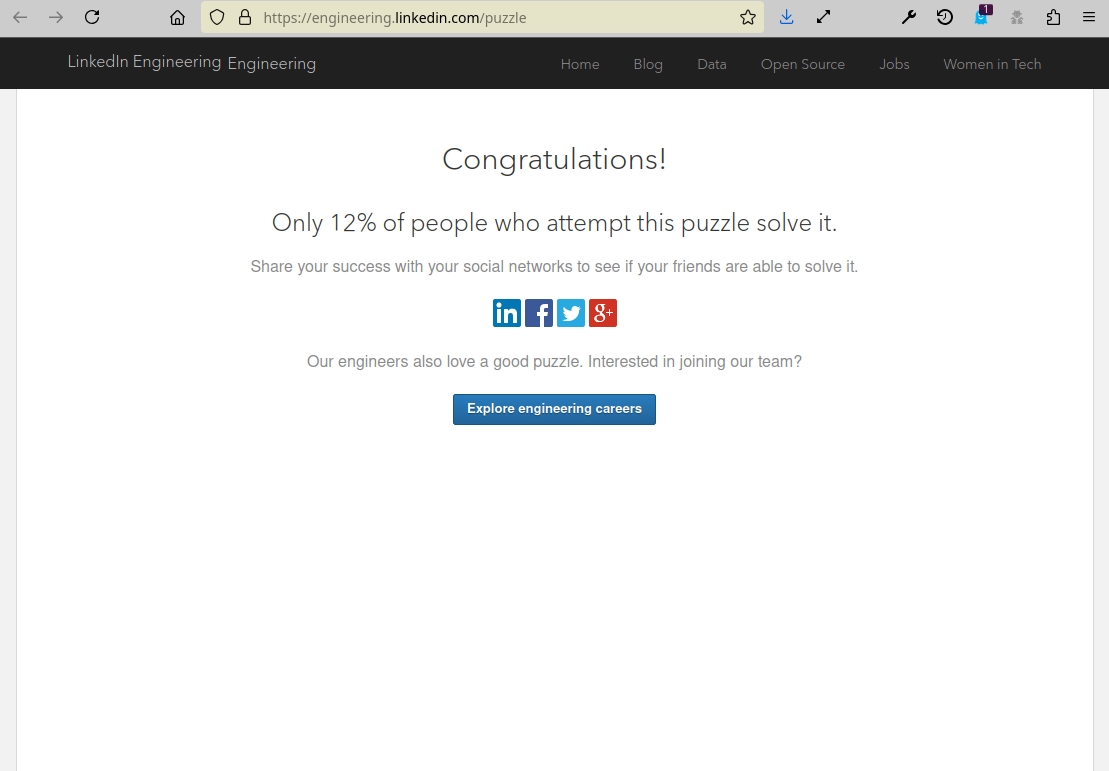 https://engineering.linkedin.com/puzzle
1
LinkedIn Engineering Engineering
Home Blog Data Open Source Jobs Women in Tech
Congratulations!
Only 12% of people who attempt this puzzle solve it.
Share your success with your social networks to see if your friends are able to solve it.
in f g+
Our engineers also love a good puzzle. Interested in joining our team?
Explore engineering careers